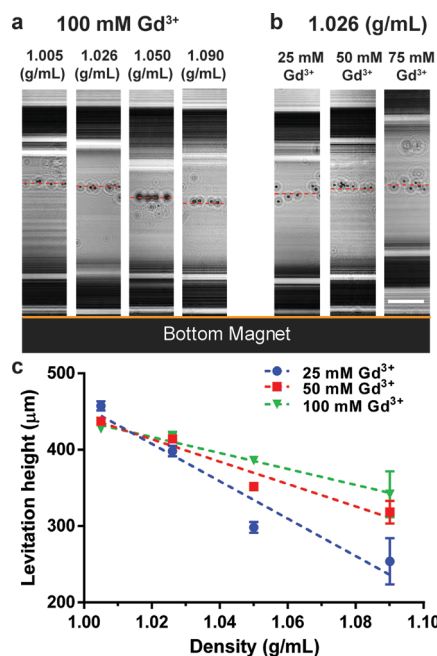 a 100 mM Gd³⁺
1.005 1.026 1.050 1.090
(g/mL) (g/mL) (g/mL) (g/mL)
b 1.026 (g/mL)
25 mM 50 mM 75 mM
Gd³⁺ Gd³⁺ Gd³⁺
Bottom Magnet
c
500
400
300
200
Levitation height (μm)
25 mM Gd³⁺
50 mM Gd³⁺
100 mM Gd³⁺
1.00 1.02 1.04 1.06 1.08 1.10
Density (g/mL)